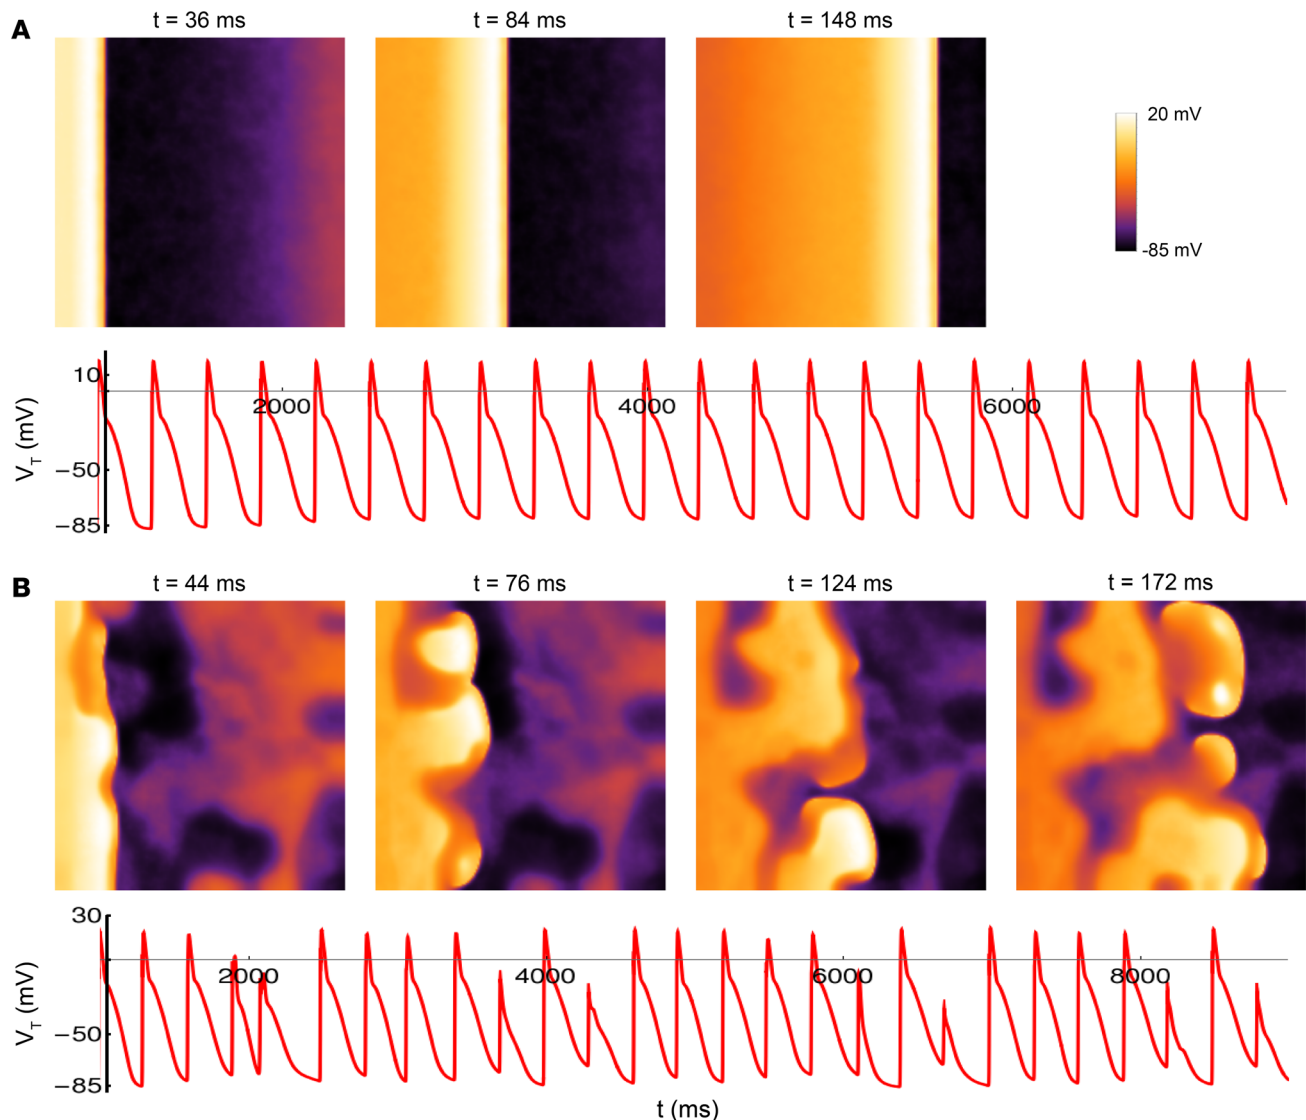 A
t = 36 ms
t = 84 ms
t = 148 ms
20 mV
-85 mV
10
2000
4000
6000
V_T (mV)
−50
−85
B
t = 44 ms
t = 76 ms
t = 124 ms
t = 172 ms
30
2000
4000
6000
8000
V_T (mV)
−50
−85
t (ms)